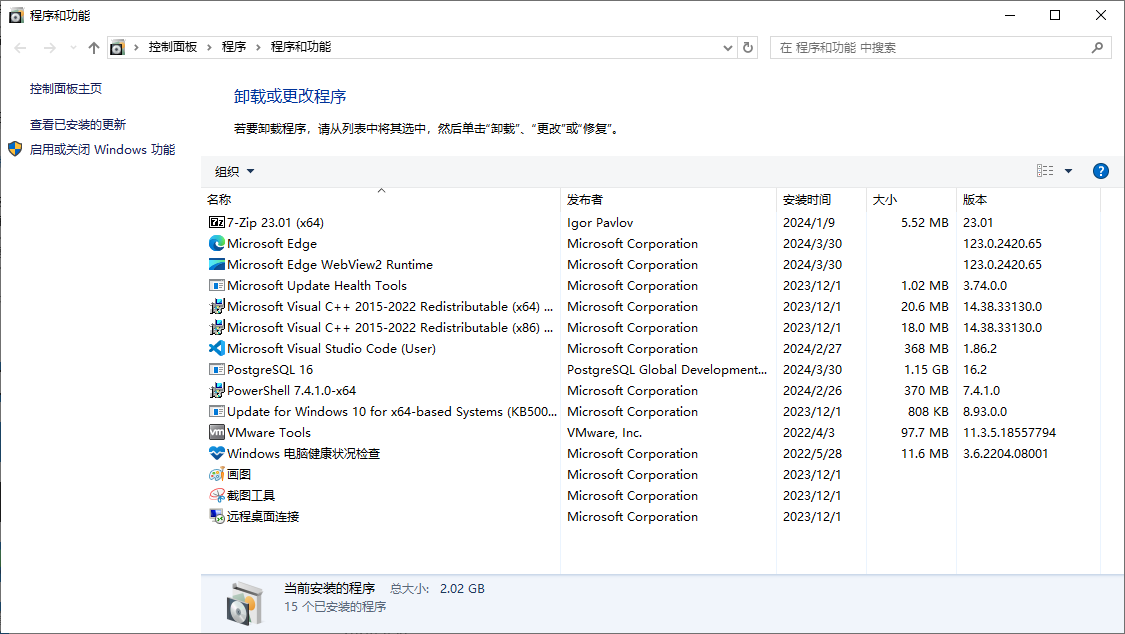 程序和功能
控制面板 程序 程序和功能
在 程序和功能 中搜索
控制面板主页
查看已安装的更新
启用或关闭 Windows 功能
卸载或更改程序
若要卸载程序，请从列表中将其选中，然后单击“卸载”、“更改”或“修复”。
组织
名称 发布者 安装时间 大小 版本
7-Zip 23.01 (x64) Igor Pavlov 2024/1/9 5.52 MB 23.01
Microsoft Edge Microsoft Corporation 2024/3/30 123.0.2420.65
Microsoft Edge WebView2 Runtime Microsoft Corporation 2024/3/30 123.0.2420.65
Microsoft Update Health Tools Microsoft Corporation 2023/12/1 1.02 MB 3.74.0.0
Microsoft Visual C++ 2015-2022 Redistributable (x64) ... Microsoft Corporation 2023/12/1 20.6 MB 14.38.33130.0
Microsoft Visual C++ 2015-2022 Redistributable (x86) ... Microsoft Corporation 2023/12/1 18.0 MB 14.38.33130.0
Microsoft Visual Studio Code (User) Microsoft Corporation 2024/2/27 368 MB 1.86.2
PostgreSQL 16 PostgreSQL Global Development... 2024/3/30 1.15 GB 16.2
PowerShell 7.4.1.0-x64 Microsoft Corporation 2024/2/26 370 MB 7.4.1.0
Update for Windows 10 for x64-based Systems (KB500... Microsoft Corporation 2023/12/1 808 KB 8.93.0.0
VMware Tools VMware, Inc. 2022/4/3 97.7 MB 11.3.5.18557794
Windows 电脑健康状况检查 Microsoft Corporation 2022/5/28 11.6 MB 3.6.2204.08001
画图 Microsoft Corporation 2023/12/1
截图工具 Microsoft Corporation 2023/12/1
远程桌面连接 Microsoft Corporation 2023/12/1
当前安装的程序 总大小: 2.02 GB
15 个已安装的程序